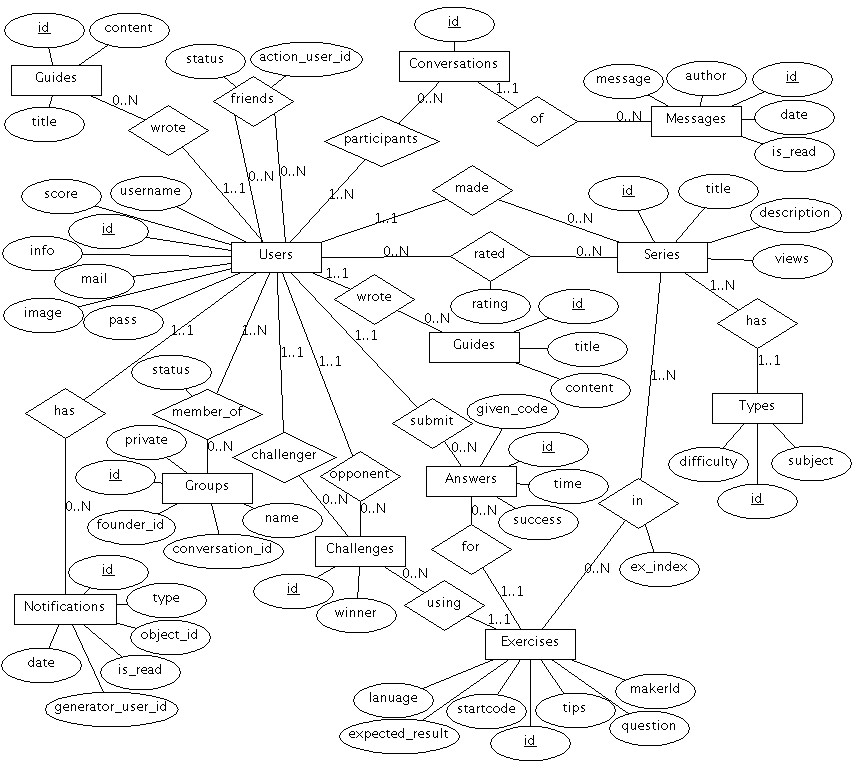 id
content
Guides
title
0..N
wrote
1..1
status
action_user_id
friends
0..N
0..N
id
Conversations
0..N
1..1
participants
1..N
of
0..N
message
author
id
Messages
date
is_read
score
username
id
info
mail
image
pass
Users
made
1..1
0..N
0..N
rated
0..N
rating
id
title
description
views
Series
1..1
wrote
0..N
id
Guides
title
content
1..N
has
1..1
Types
difficulty
subject
id
1..1
has
0..N
1..N
status
member_of
0..N
private
id
Groups
founder_id
name
conversation_id
1..1
challenger
0..N
1..1
opponent
0..N
Challenges
id
winner
1..1
submit
0..N
given_code
id
Answers
time
success
0..N
for
1..1
1..N
in
0..N
ex_index
0..N
using
1..1
id
type
Notifications
object_id
date
is_read
generator_user_id
Exercises
lanuage
makerId
startcode
tips
expected_result
question
id